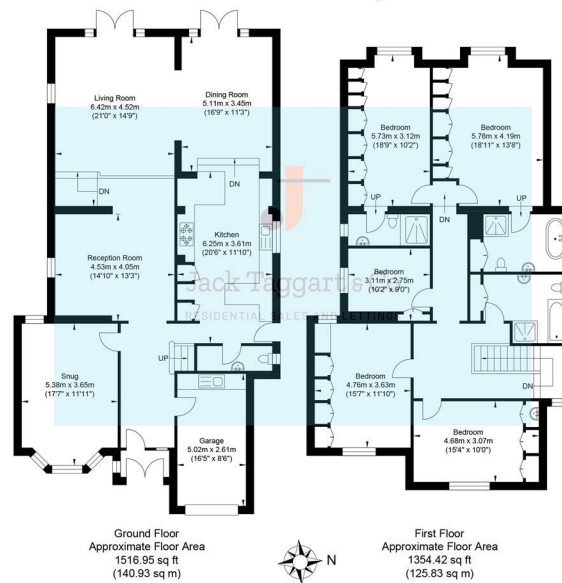 Living Room
6.42m x 4.52m
(21'0" x 14'9")
Dining Room
5.11m x 3.45m
(16'9" x 11'3")
DN
DN
Reception Room
4.53m x 4.05m
(14'10" x 13'3")
Kitchen
6.25m x 3.61m
(20'6" x 11'10")
Snug
5.38m x 3.65m
(17'7" x 11'11")
UP
Garage
5.02m x 2.61m
(16'5" x 8'6")
Bedroom
5.73m x 3.12m
(18'9" x 10'2")
Bedroom
5.78m x 4.19m
(18'11" x 13'8")
UP
DN
UP
Bedroom
3.11m x 2.75m
(10'2" x 9'0")
Jack Taggart &
RESIDENTIAL SALES AND LETTINGS
Bedroom
4.76m x 3.63m
(15'7" x 11'10")
DN
Bedroom
4.68m x 3.07m
(15'4" x 10'0")
Ground Floor
Approximate Floor Area
1516.95 sq ft
(140.93 sq m)
N
First Floor
Approximate Floor Area
1354.42 sq ft
(125.83 sq m)